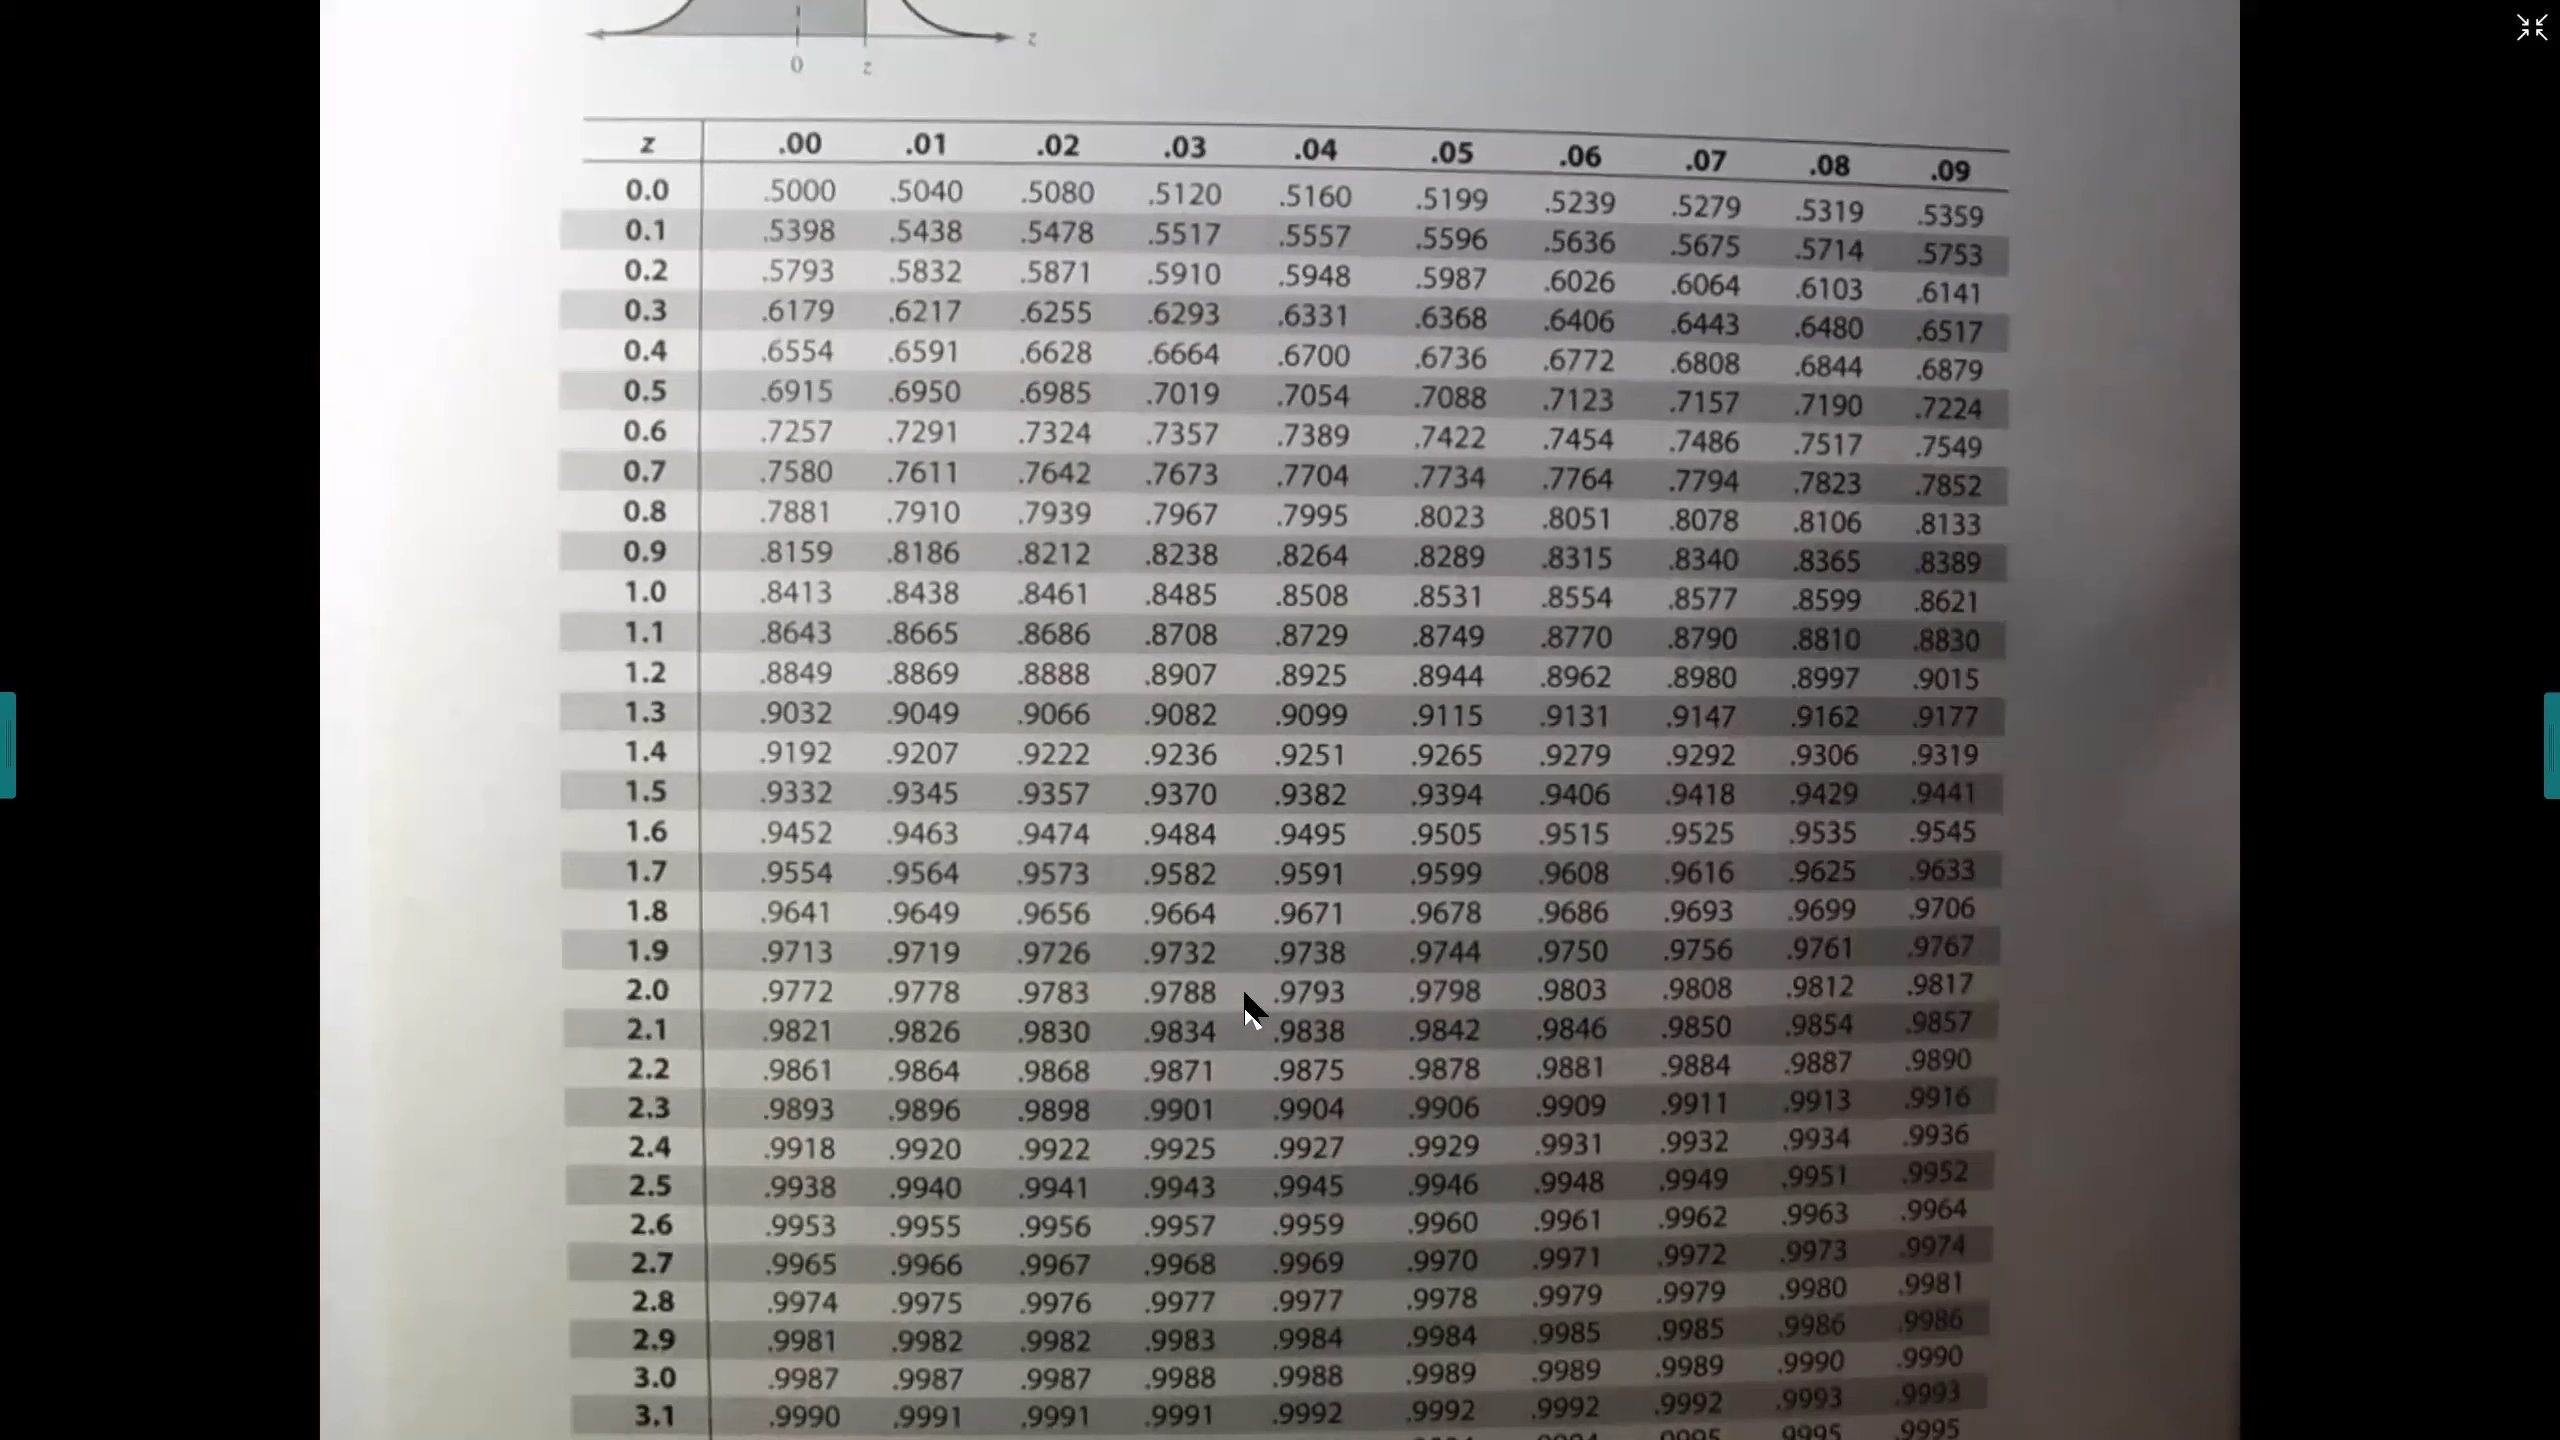 z
0 z
z .00 .01 .02 .03 .04 .05 .06 .07 .08 .09
0.0 .5000 .5040 .5080 .5120 .5160 .5199 .5239 .5279 .5319 .5359
0.1 .5398 .5438 .5478 .5517 .5557 .5596 .5636 .5675 .5714 .5753
0.2 .5793 .5832 .5871 .5910 .5948 .5987 .6026 .6064 .6103 .6141
0.3 .6179 .6217 .6255 .6293 .6331 .6368 .6406 .6443 .6480 .6517
0.4 .6554 .6591 .6628 .6664 .6700 .6736 .6772 .6808 .6844 .6879
0.5 .6915 .6950 .6985 .7019 .7054 .7088 .7123 .7157 .7190 .7224
0.6 .7257 .7291 .7324 .7357 .7389 .7422 .7454 .7486 .7517 .7549
0.7 .7580 .7611 .7642 .7673 .7704 .7734 .7764 .7794 .7823 .7852
0.8 .7881 .7910 .7939 .7967 .7995 .8023 .8051 .8078 .8106 .8133
0.9 .8159 .8186 .8212 .8238 .8264 .8289 .8315 .8340 .8365 .8389
1.0 .8413 .8438 .8461 .8485 .8508 .8531 .8554 .8577 .8599 .8621
1.1 .8643 .8665 .8686 .8708 .8729 .8749 .8770 .8790 .8810 .8830
1.2 .8849 .8869 .8888 .8907 .8925 .8944 .8962 .8980 .8997 .9015
1.3 .9032 .9049 .9066 .9082 .9099 .9115 .9131 .9147 .9162 .9177
1.4 .9192 .9207 .9222 .9236 .9251 .9265 .9279 .9292 .9306 .9319
1.5 .9332 .9345 .9357 .9370 .9382 .9394 .9406 .9418 .9429 .9441
1.6 .9452 .9463 .9474 .9484 .9495 .9505 .9515 .9525 .9535 .9545
1.7 .9554 .9564 .9573 .9582 .9591 .9599 .9608 .9616 .9625 .9633
1.8 .9641 .9649 .9656 .9664 .9671 .9678 .9686 .9693 .9699 .9706
1.9 .9713 .9719 .9726 .9732 .9738 .9744 .9750 .9756 .9761 .9767
2.0 .9772 .9778 .9783 .9788 .9793 .9798 .9803 .9808 .9812 .9817
2.1 .9821 .9826 .9830 .9834 .9838 .9842 .9846 .9850 .9854 .9857
2.2 .9861 .9864 .9868 .9871 .9875 .9878 .9881 .9884 .9887 .9890
2.3 .9893 .9896 .9898 .9901 .9904 .9906 .9909 .9911 .9913 .9916
2.4 .9918 .9920 .9922 .9925 .9927 .9929 .9931 .9932 .9934 .9936
2.5 .9938 .9940 .9941 .9943 .9945 .9946 .9948 .9949 .9951 .9952
2.6 .9953 .9955 .9956 .9957 .9959 .9960 .9961 .9962 .9963 .9964
2.7 .9965 .9966 .9967 .9968 .9969 .9970 .9971 .9972 .9973 .9974
2.8 .9974 .9975 .9976 .9977 .9977 .9978 .9979 .9979 .9980 .9981
2.9 .9981 .9982 .9982 .9983 .9984 .9984 .9985 .9985 .9986 .9986
3.0 .9987 .9987 .9987 .9988 .9988 .9989 .9989 .9989 .9990 .9990
3.1 .9990 .9991 .9991 .9991 .9992 .9992 .9992 .9992 .9993 .9993
.9995 .9995